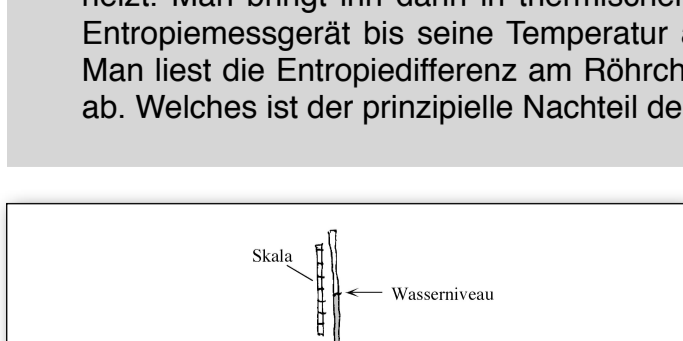 heizt. Man bringt ihn dann in thermischen
Entropiemessgerät bis seine Temperatur
Man liest die Entropiedifferenz am Röhrch
ab. Welches ist der prinzipielle Nachteil de
Skala
Wasserniveau